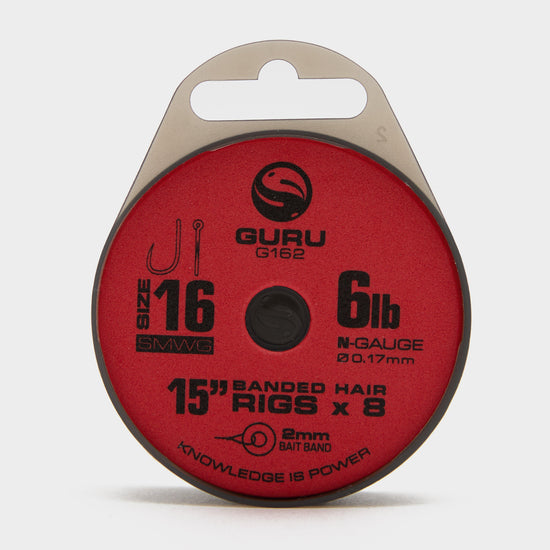 2
GURU
G162
SIZE 16
SMWG
6lb
N-GAUGE
Ø 0.17mm
15” BANDED HAIR
RIGS x 8
2mm
BAIT BAND
KNOWLEDGE IS POWER